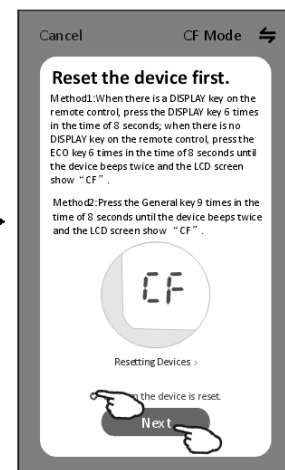 Cancel CF Mode
Reset the device first.
Method1:When there is a DISPLAY key on the
remote control, press the DISPLAY key 6 times
in the time of 8 seconds; when there is no
DISPLAY key on the remote control, press the
ECO key 6 times in the time of 8 seconds until
the device beeps twice and the LCD screen
show “CF”.
Method2:Press the General key 9 times in the
time of 8 seconds until the device beeps twice
and the LCD screen show “CF”.
CF
Resetting Devices >
the device is reset.
Next